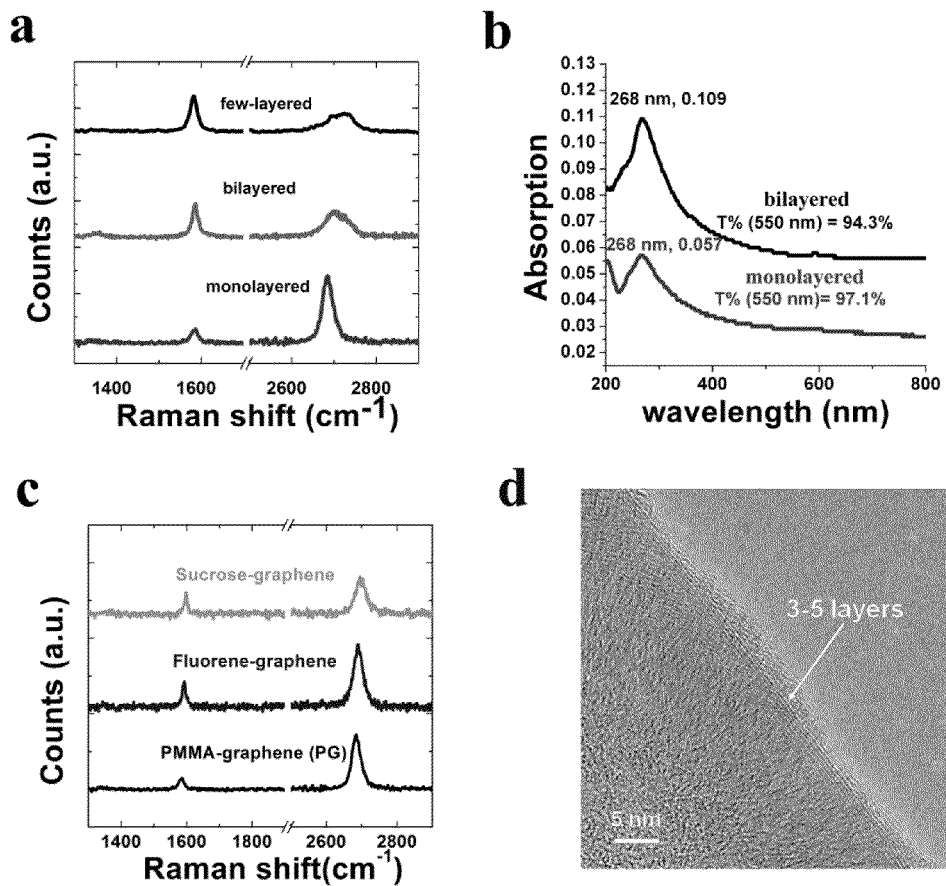 a
few-layered
bilayered
monolayered
Counts (a.u.)
1400 1600 2600 2800
Raman shift (cm-1)
b
0.13
0.12
0.11
0.10
0.09
0.08
0.07
0.06
0.05
0.04
0.03
0.02
268 nm, 0.109
bilayered
T% (550 nm) = 94.3%
268 nm, 0.057
monolayered
T% (550 nm)= 97.1%
Absorption
200 400 600 800
wavelength (nm)
c
Sucrose-graphene
Fluorene-graphene
PMMA-graphene (PG)
Counts (a.u.)
1400 1600 1800 2600 2800
Raman shift(cm-1)
d
3-5 layers
5 nm